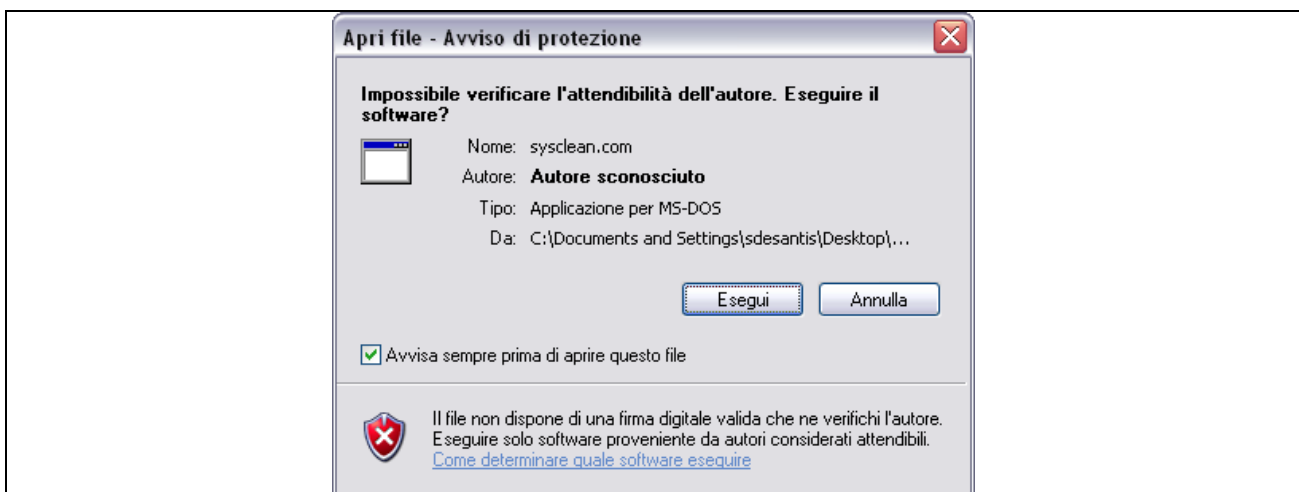 Apri file - Avviso di protezione
Impossibile verificare l'attendibilità dell'autore. Eseguire il
software?
Nome: sysclean.com
Autore: Autore sconosciuto
Tipo: Applicazione per MS-DOS
Da: C:\Documents and Settings\sdesantis\Desktop\...
Esegui Annulla
Avvisa sempre prima di aprire questo file
Il file non dispone di una firma digitale valida che ne verifichi l'autore.
Eseguire solo software proveniente da autori considerati attendibili.
Come determinare quale software eseguire